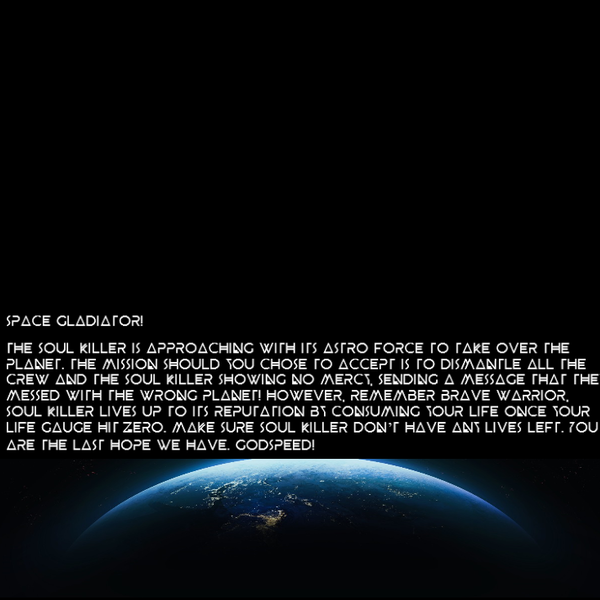 SPACE GLADIATOR!
THE SOUL KILLER IS APPROACHING WITH ITS ASTRO FORCE TO TAKE OVER THE
PLANET. THE MISSION SHOULD YOU CHOSE TO ACCEPT IS TO DISMANTLE ALL THE
CREW AND THE SOUL KILLER SHOWING NO MERCY, SENDING A MESSAGE THAT THE
MESSED WITH THE WRONG PLANET! HOWEVER, REMEMBER BRAVE WARRIOR,
SOUL KILLER LIVES UP TO ITS REPUTATION BY CONSUMING YOUR LIFE ONCE YOUR
LIFE GAUGE HIT ZERO. MAKE SURE SOUL KILLER DON'T HAVE ANY LIVES LEFT. YOU
ARE THE LAST HOPE WE HAVE. GODSPEED!